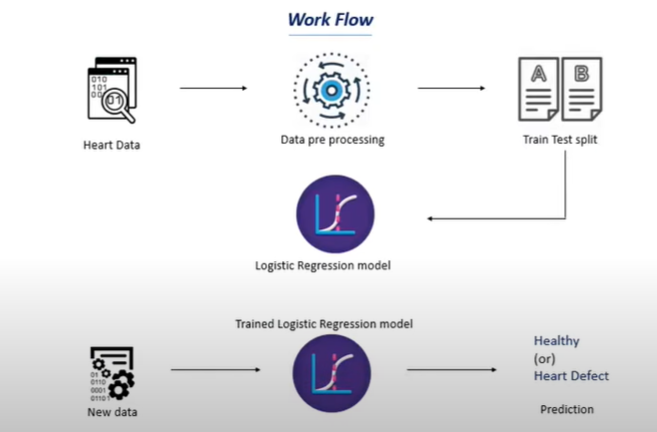 Work Flow
010
101
00
01
A
B
Heart Data
Data pre processing
Train Test split
Logistic Regression model
Trained Logistic Regression model
Healthy
(or)
Heart Defect
01
0110
0001
01101
New data
Prediction